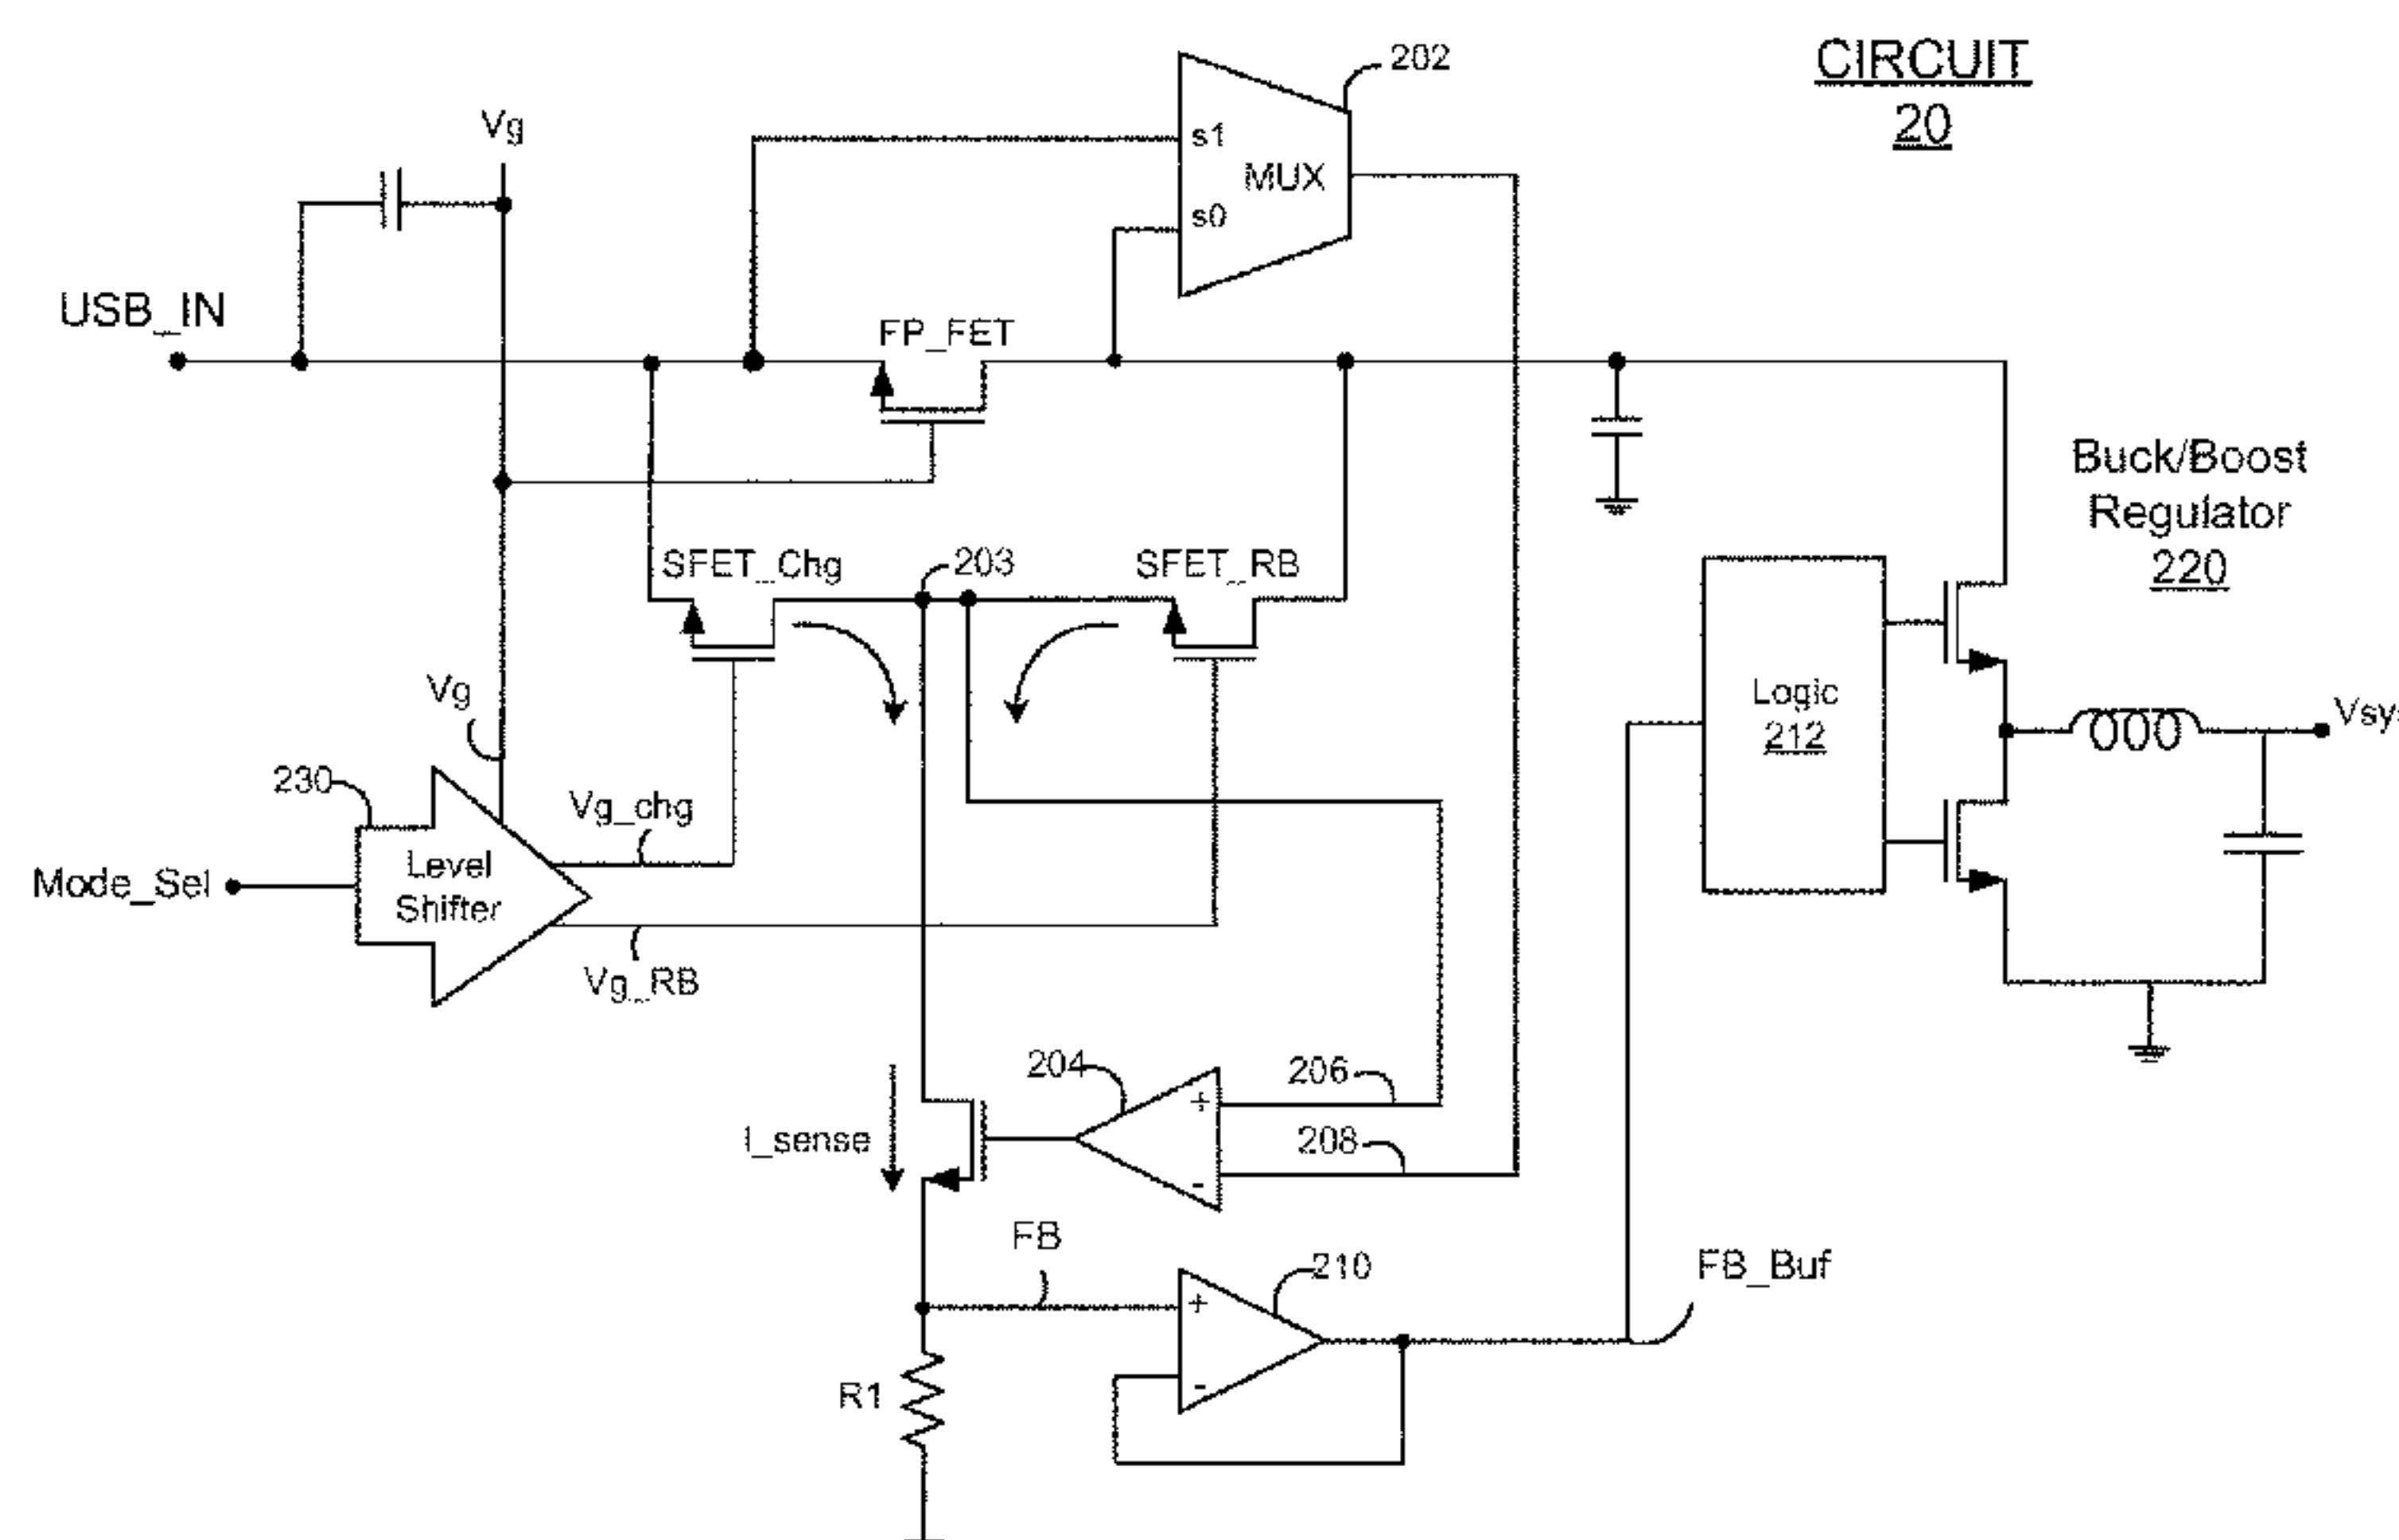 CIRCUIT
20
202
Vg
s1
MUX
s0
USB_IN
FP_FET
Buck/Boost
Regulator
220
SFET_Chg
203
SFET_RB
Vg
Logic
212
230
Vg_chg
Level
Shifter
Mode_Sel
Vg_RB
204
206
+
I_sense
208
-
FB
210
FB_Buf
+
R1
-